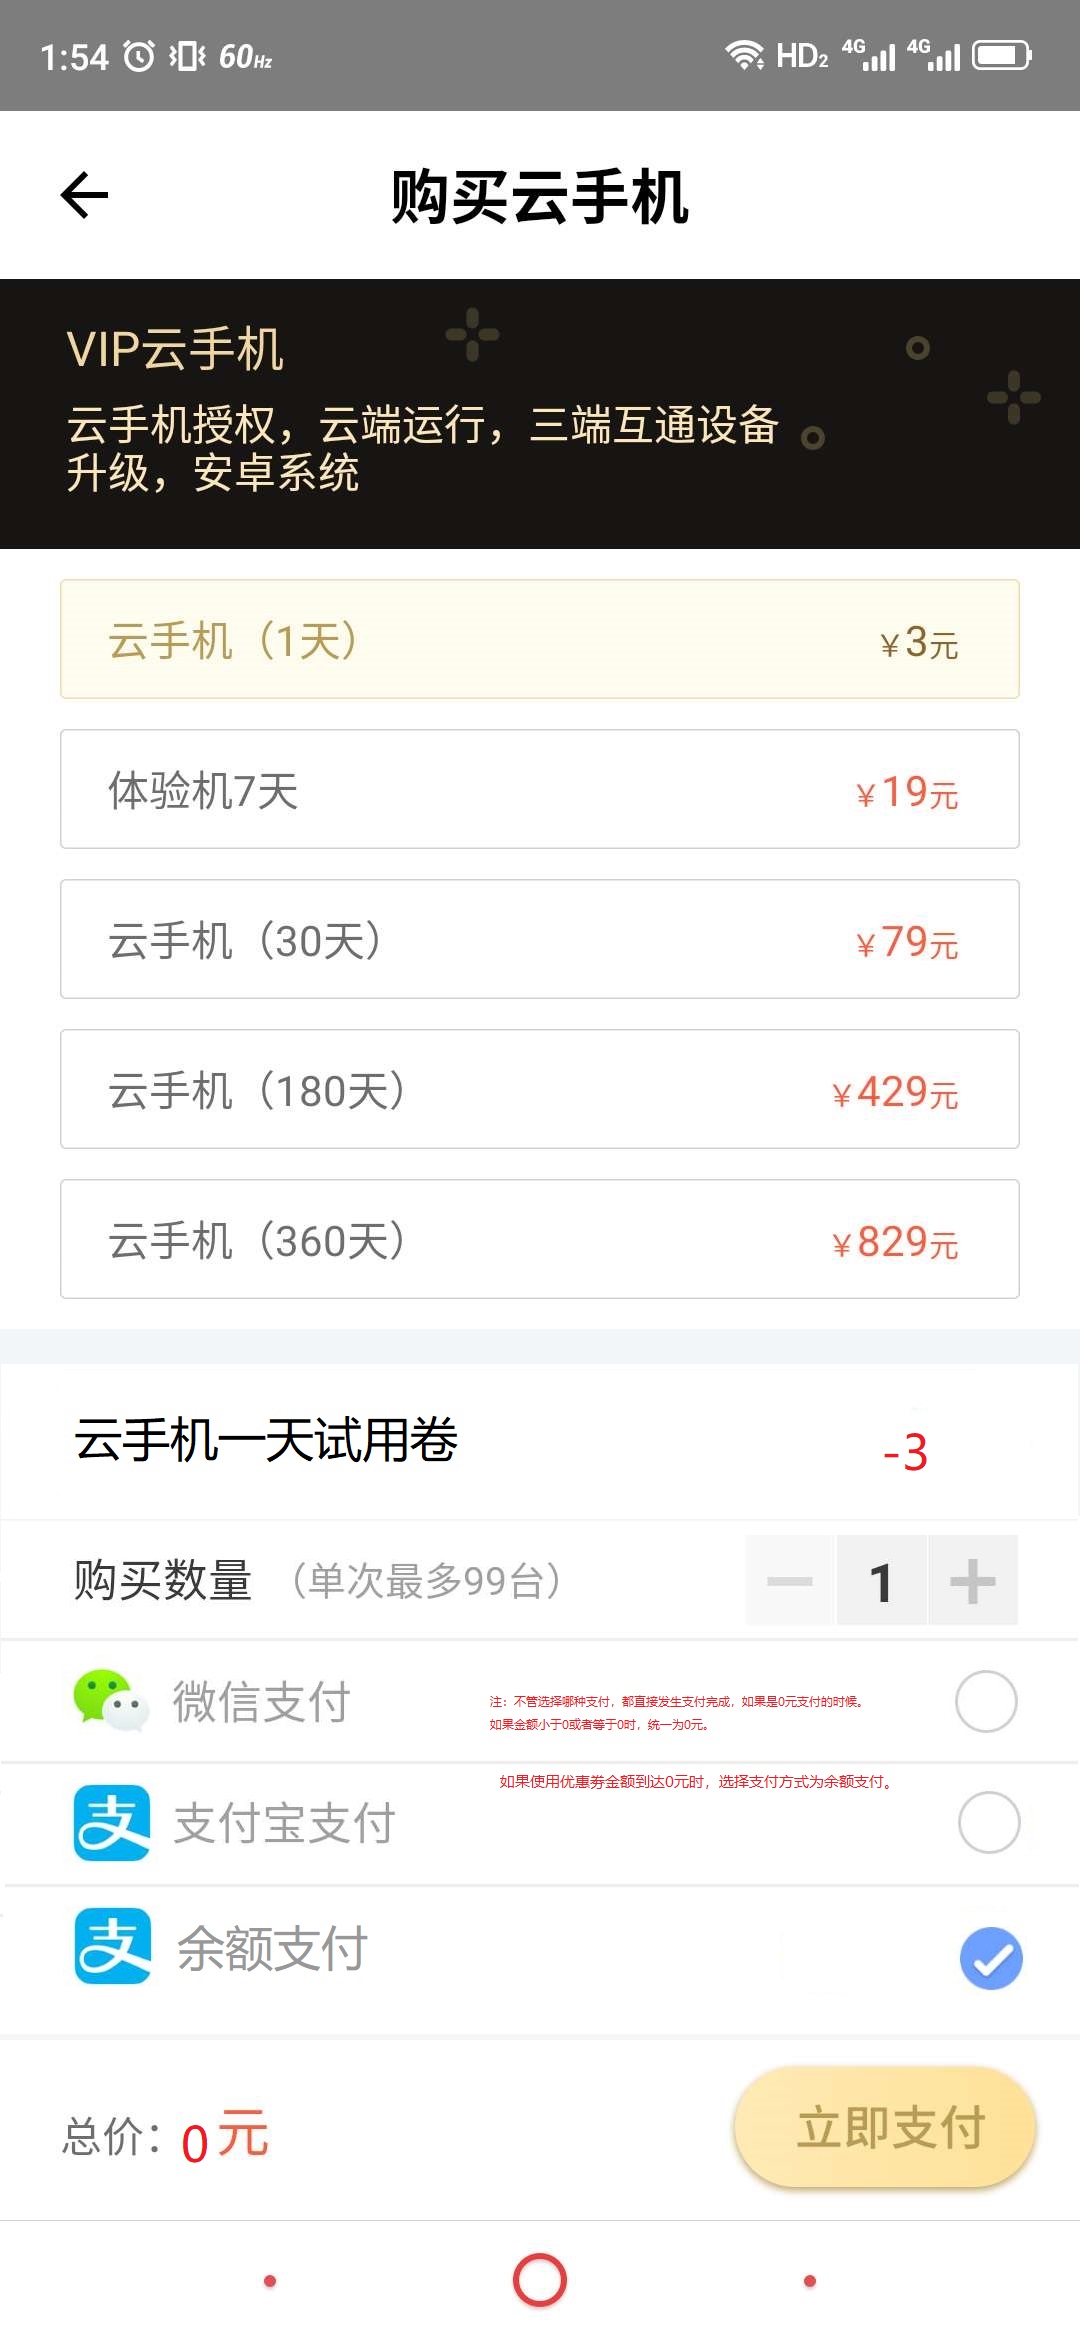 1:54 60Hz HD2 4G 4G
购买云手机
VIP云手机
云手机授权，云端运行，三端互通设备
升级，安卓系统
云手机（1天） ¥3元
体验机7天 ¥19元
云手机（30天） ¥79元
云手机（180天） ¥429元
云手机（360天） ¥829元
云手机一天试用卷 -3
购买数量 （单次最多99台） 1
微信支付
注：不管选择哪种支付，都直接发生支付完成，如果是0元支付的时候。
如果金额小于0或者等于0时，统一为0元。
如果使用优惠券金额到达0元时，选择支付方式为余额支付。
支 支付宝支付
支 余额支付
总价：0元 立即支付